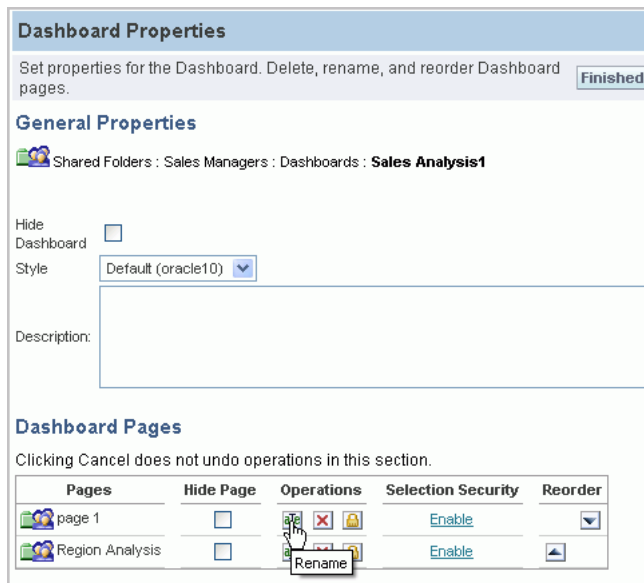 Dashboard Properties
Set properties for the Dashboard. Delete, rename, and reorder Dashboard
pages.
Finished
General Properties
Shared Folders : Sales Managers : Dashboards : Sales Analysis1
Hide
Dashboard
Style
Default (oracle10)
Description:
Dashboard Pages
Clicking Cancel does not undo operations in this section.
Pages Hide Page Operations Selection Security Reorder
page 1 Enable
Region Analysis Enable
Rename